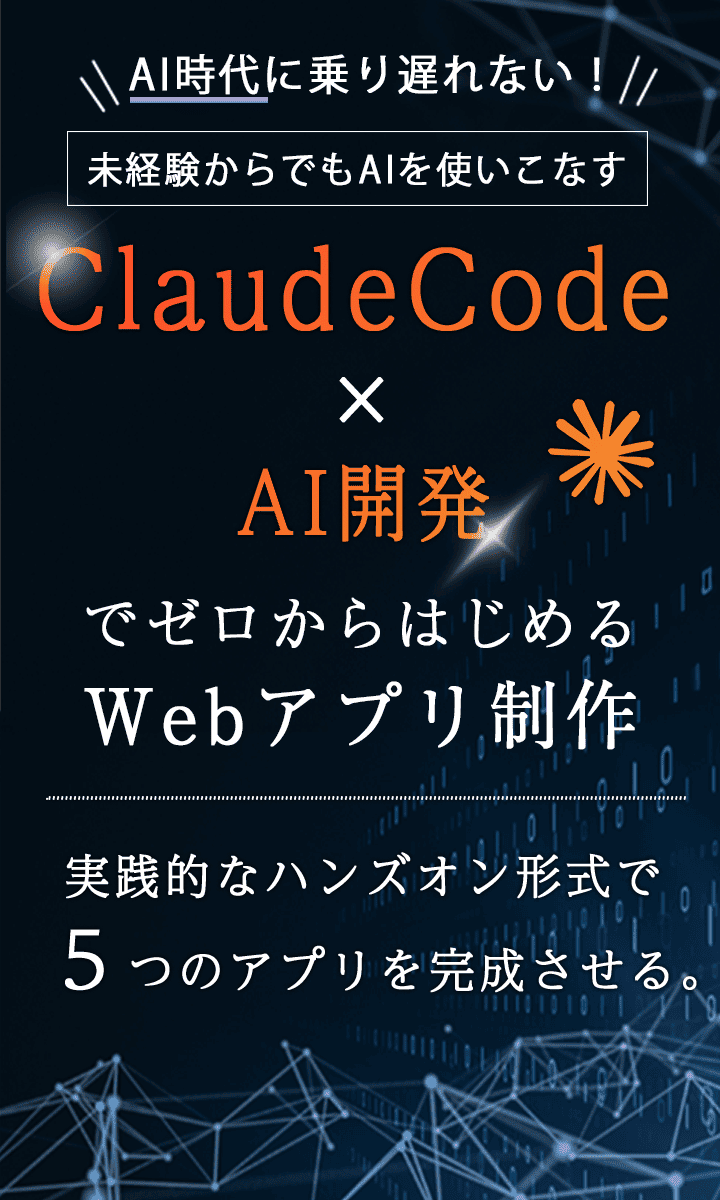 AI時代に乗り遅れない！
未経験からでもAIを使いこなす
ClaudeCode
×
AI開発
でゼロからはじめる
Webアプリ制作
実践的なハンズオン形式で
5つのアプリを完成させる。